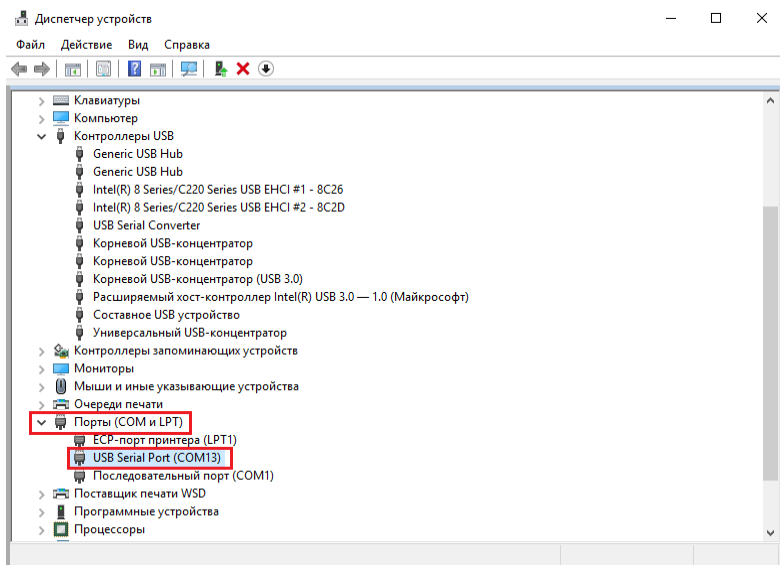 Диспетчер устройств
Файл Действие Вид Справка
Клавиатуры
Компьютер
Контроллеры USB
Generic USB Hub
Generic USB Hub
Intel(R) 8 Series/C220 Series USB EHCI #1 - 8C26
Intel(R) 8 Series/C220 Series USB EHCI #2 - 8C2D
USB Serial Converter
Корневой USB-концентратор
Корневой USB-концентратор
Корневой USB-концентратор (USB 3.0)
Расширяемый хост-контроллер Intel(R) USB 3.0 — 1.0 (Майкрософт)
Составное USB устройство
Универсальный USB-концентратор
Контроллеры запоминающих устройств
Мониторы
Мыши и иные указывающие устройства
Очереди печати
Порты (COM и LPT)
ECP-порт принтера (LPT1)
USB Serial Port (COM13)
Последовательный порт (COM1)
Поставщик печати WSD
Программные устройства
Процессоры